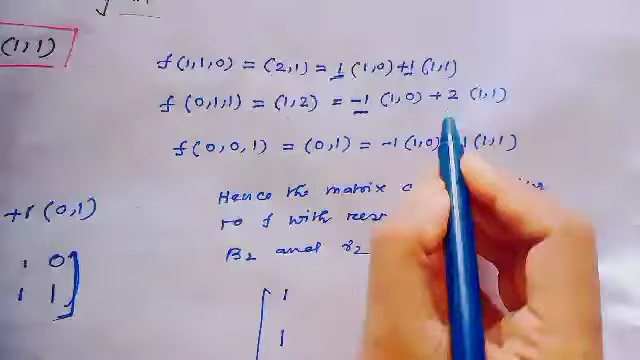 (1,1)
f(1,1,0) = (2,1) = 1 (1,0) +1 (1,1)
f(0,1,1) = (1,2) = -1 (1,0) +2 (1,1)
f(0,0,1) = (0,1) = -1 (1,0) 1 (1,1)
+1 (0,1)
1 0
1 1
Hence the matrix
to f with
B2 and
1
1